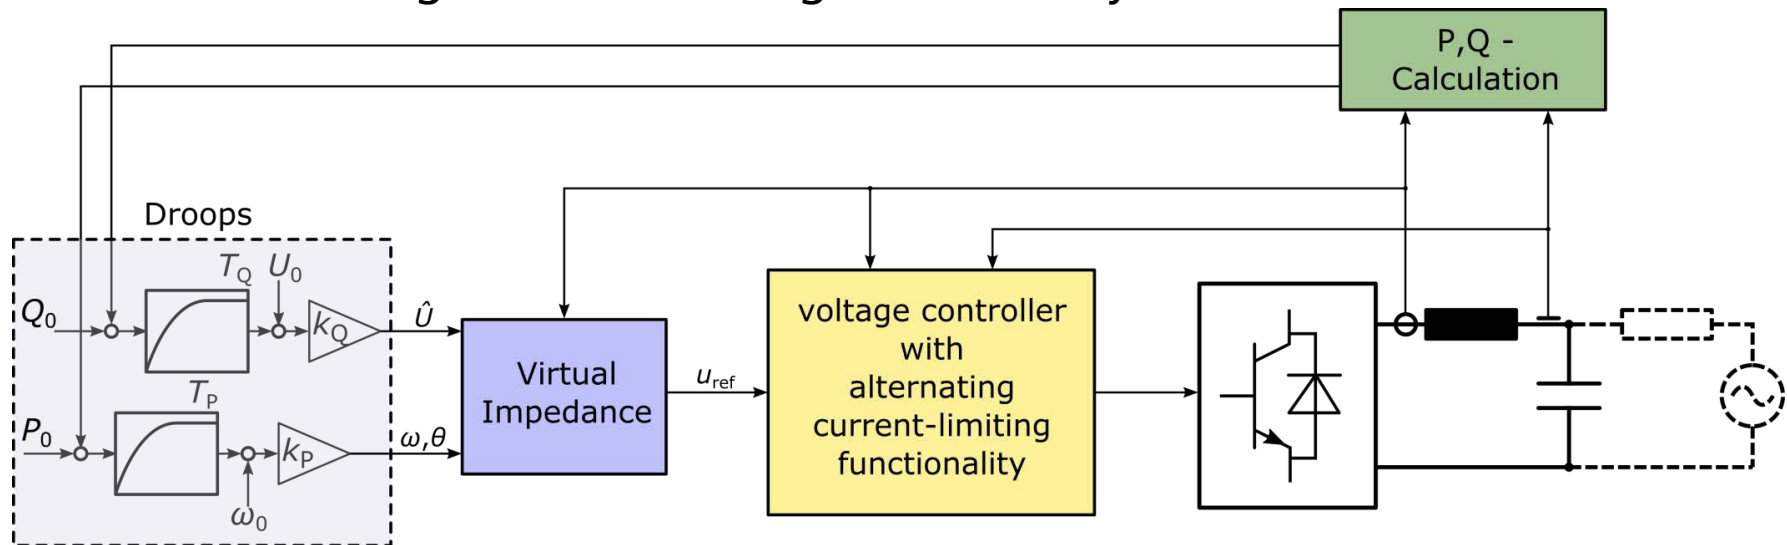 P,Q -
Calculation
Droops
T_Q U_0
Q_0
k_Q
Û
T_P
P_0
k_P
ω,θ
ω_0
Virtual
Impedance
u_ref
voltage controller
with
alternating
current-limiting
functionality